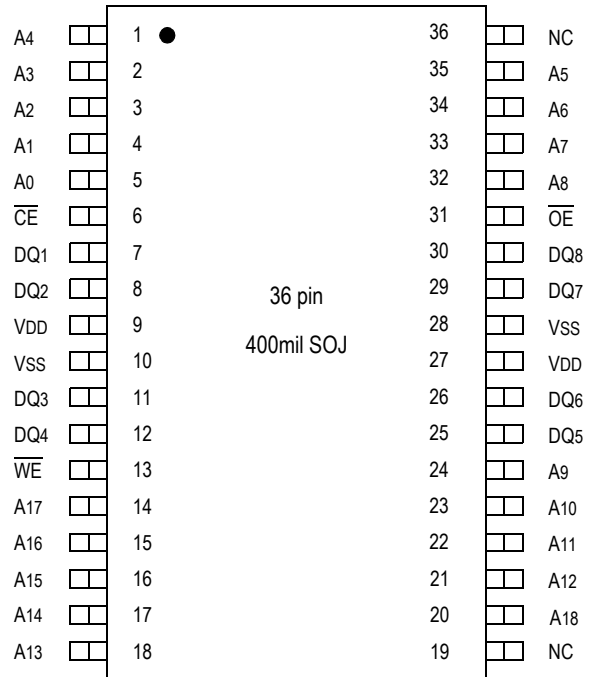 A4 1 36 NC
A3 2 35 A5
A2 3 34 A6
A1 4 33 A7
A0 5 32 A8
C̅E̅ 6 31 O̅E̅
DQ1 7 30 DQ8
DQ2 8 29 DQ7
VDD 9 36 pin 28 VSS
VSS 10 400mil SOJ 27 VDD
DQ3 11 26 DQ6
DQ4 12 25 DQ5
W̅E̅ 13 24 A9
A17 14 23 A10
A16 15 22 A11
A15 16 21 A12
A14 17 20 A18
A13 18 19 NC